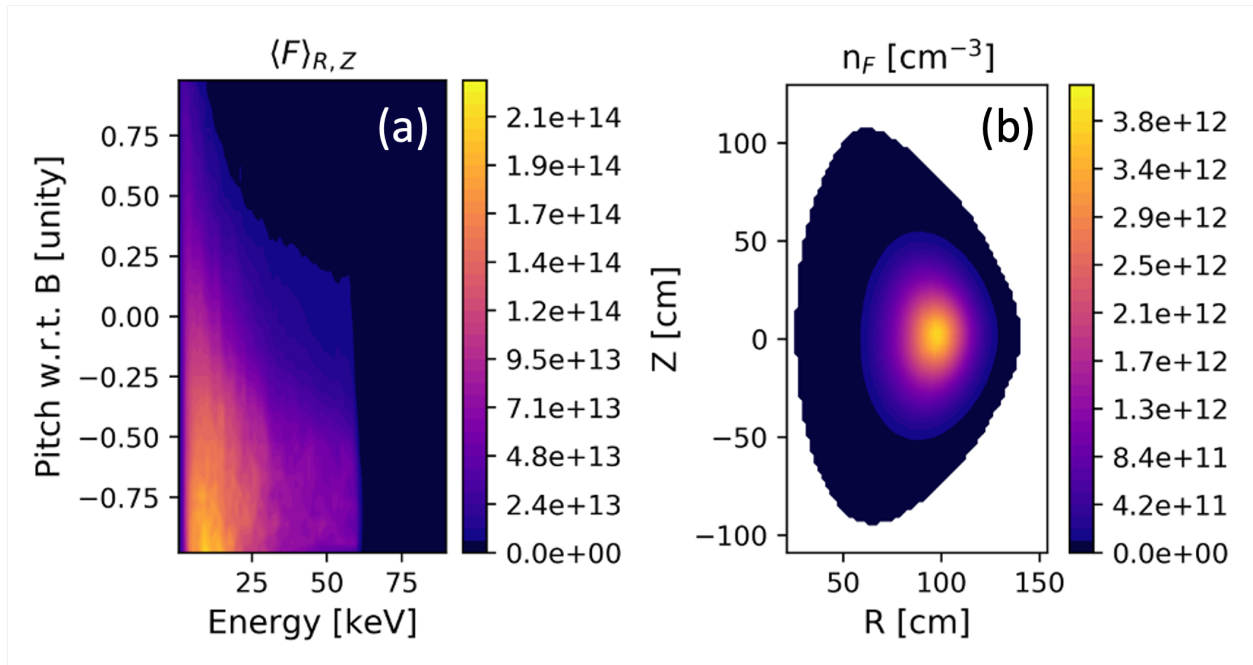 ⟨F⟩R, Z
(a)
0.75
0.50
0.25
0.00
−0.25
−0.50
−0.75
Pitch w.r.t. B [unity]
25
50
75
Energy [keV]
2.1e+14
1.9e+14
1.7e+14
1.4e+14
1.2e+14
9.5e+13
7.1e+13
4.8e+13
2.4e+13
0.0e+00
nF [cm−3]
(b)
100
50
0
−50
−100
Z [cm]
50
100
150
R [cm]
3.8e+12
3.4e+12
2.9e+12
2.5e+12
2.1e+12
1.7e+12
1.3e+12
8.4e+11
4.2e+11
0.0e+00